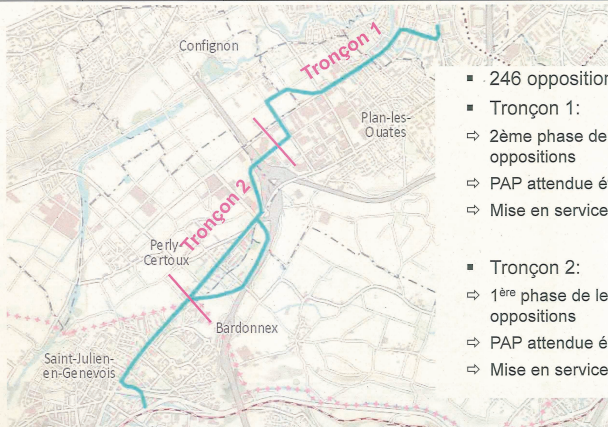 Confignon
Tronçon 1
Plan-les-
Ouates
Tronçon 2
Perly-
Certoux
Bardonnex
Saint-Julien-
en-Genevois
▪ 246 opposition
▪ Tronçon 1:
⇨ 2ème phase de
oppositions
⇨ PAP attendue é
⇨ Mise en service
▪ Tronçon 2:
⇨ 1ère phase de le
oppositions
⇨ PAP attendue é
⇨ Mise en service